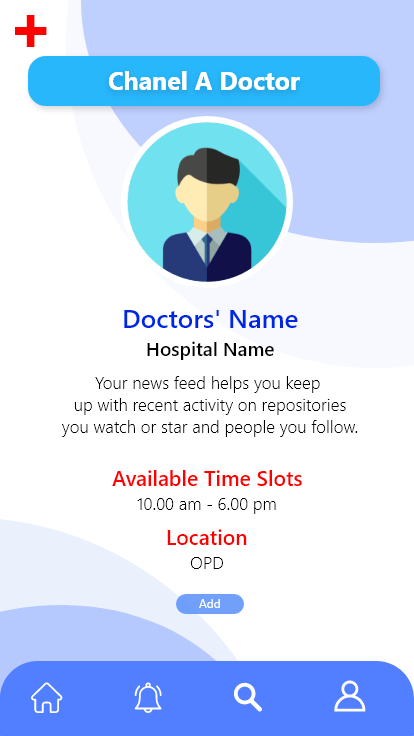 Chanel A Doctor
Doctors' Name
Hospital Name
Your news feed helps you keep
up with recent activity on repositories
you watch or star and people you follow.
Available Time Slots
10.00 am - 6.00 pm
Location
OPD
Add